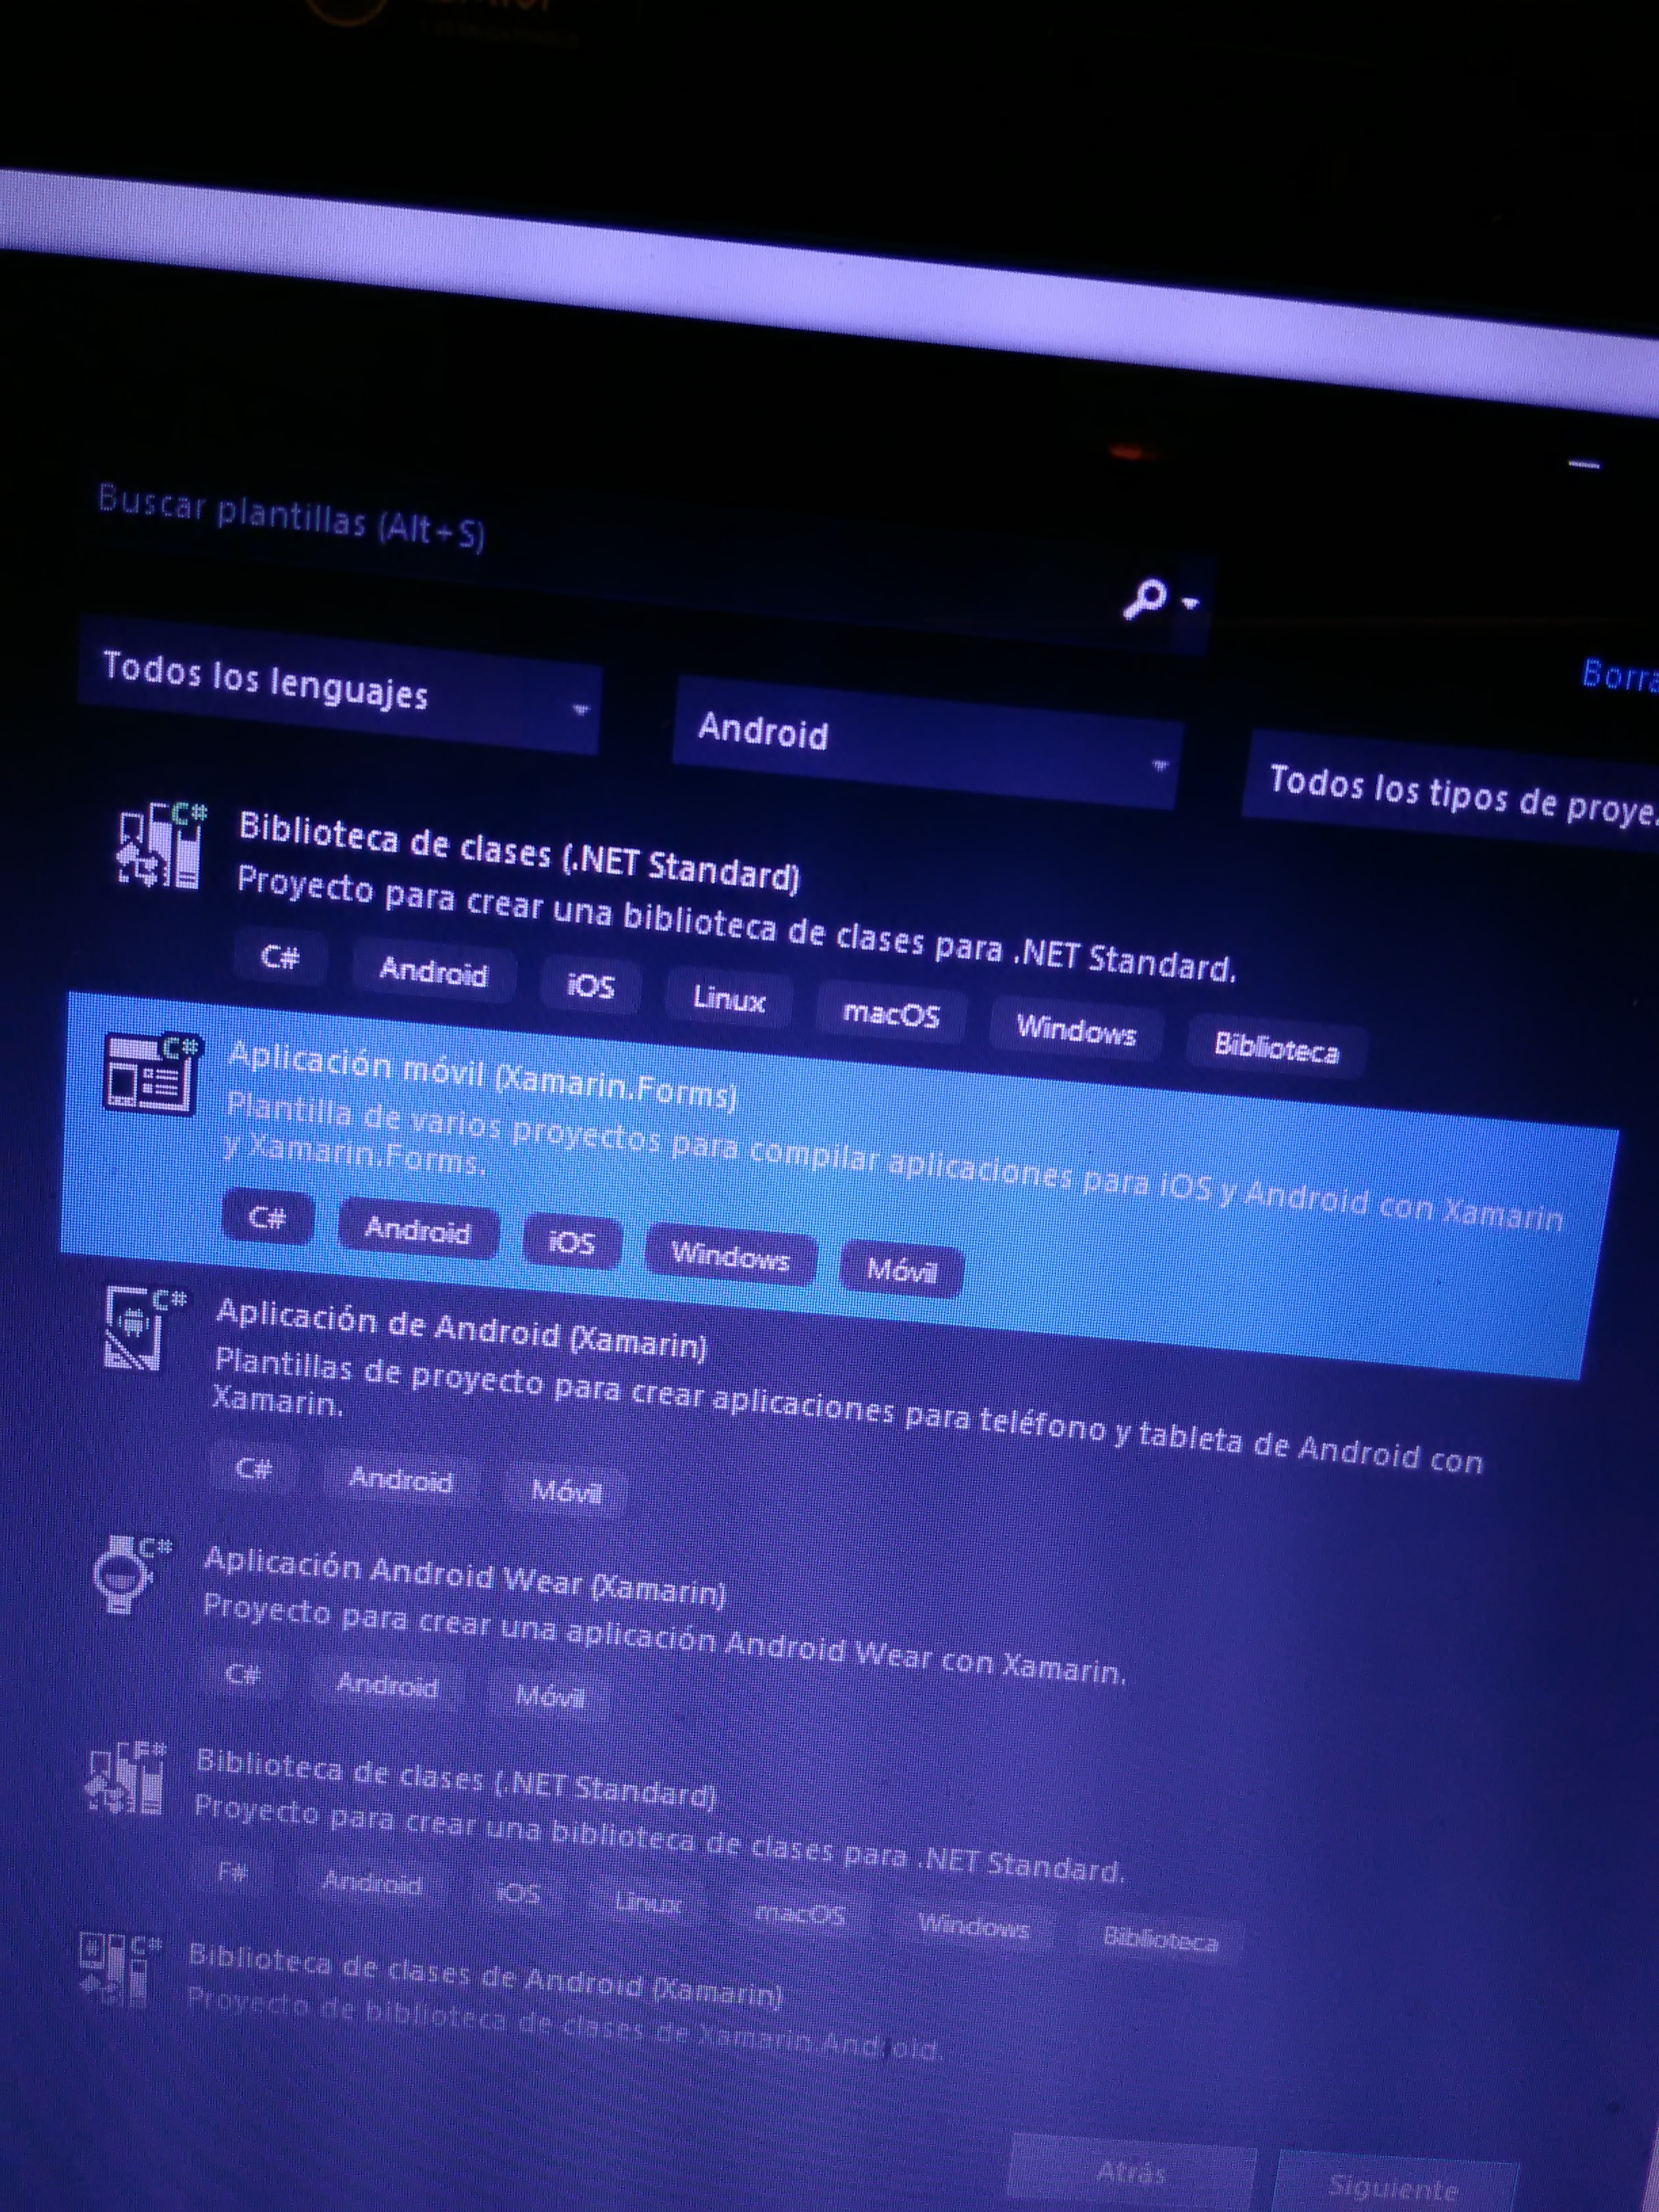 Buscar plantillas (Alt+S)
Todos los lenguajes
Android
Todos los tipos de proye.
C#
Biblioteca de clases (.NET Standard)
Proyecto para crear una biblioteca de clases para .NET Standard.
C# Android iOS Linux macOS Windows Biblioteca
C#
Aplicación móvil (Xamarin.Forms)
Plantilla de varios proyectos para compilar aplicaciones para iOS y Android con Xamarin
y Xamarin.Forms.
C# Android iOS Windows Móvil
C#
Aplicación de Android (Xamarin)
Plantillas de proyecto para crear aplicaciones para teléfono y tableta de Android con
Xamarin.
C# Android Móvil
C#
Aplicación Android Wear (Xamarin)
Proyecto para crear una aplicación Android Wear con Xamarin.
C# Android Móvil
F#
Biblioteca de clases (.NET Standard)
Proyecto para crear una biblioteca de clases para .NET Standard.
F# Android iOS Linux macOS Windows Biblioteca
C#
Biblioteca de clases de Android (Xamarin)
Proyecto de biblioteca de clases de Xamarin.Android.
Atrás
Siguiente